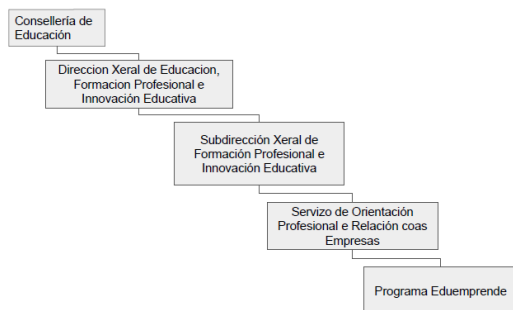 Consellería de
Educación
Direccion Xeral de Educacion,
Formacion Profesional e
Innovación Educativa
Subdirección Xeral de
Formación Profesional e
Innovación Educativa
Servizo de Orientación
Profesional e Relación coas
Empresas
Programa Eduemprende